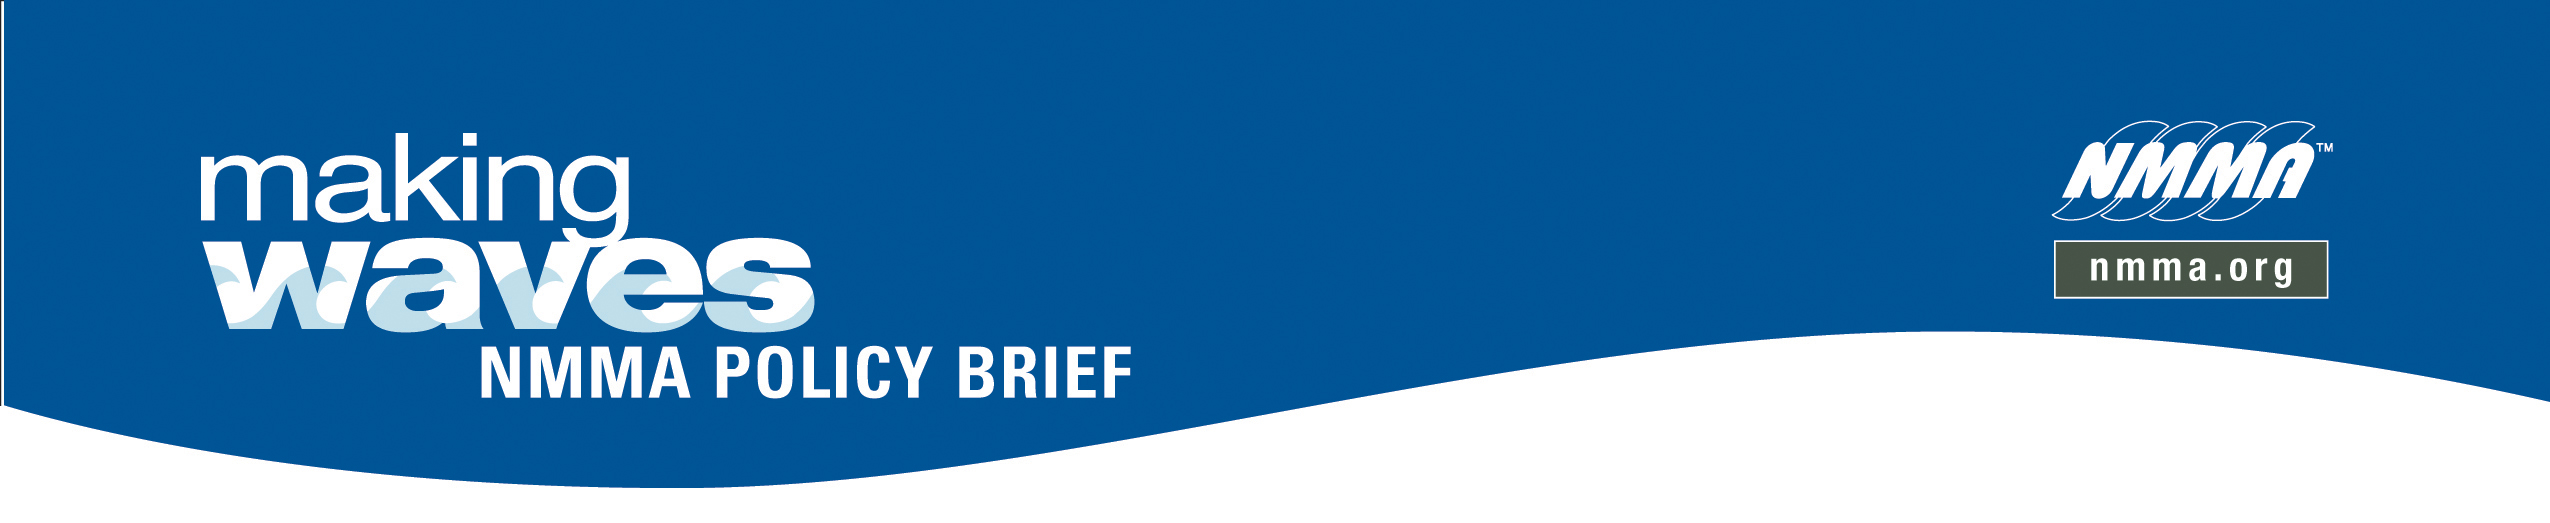 making
waves
NMMA POLICY BRIEF
NMMA™
nmma.org